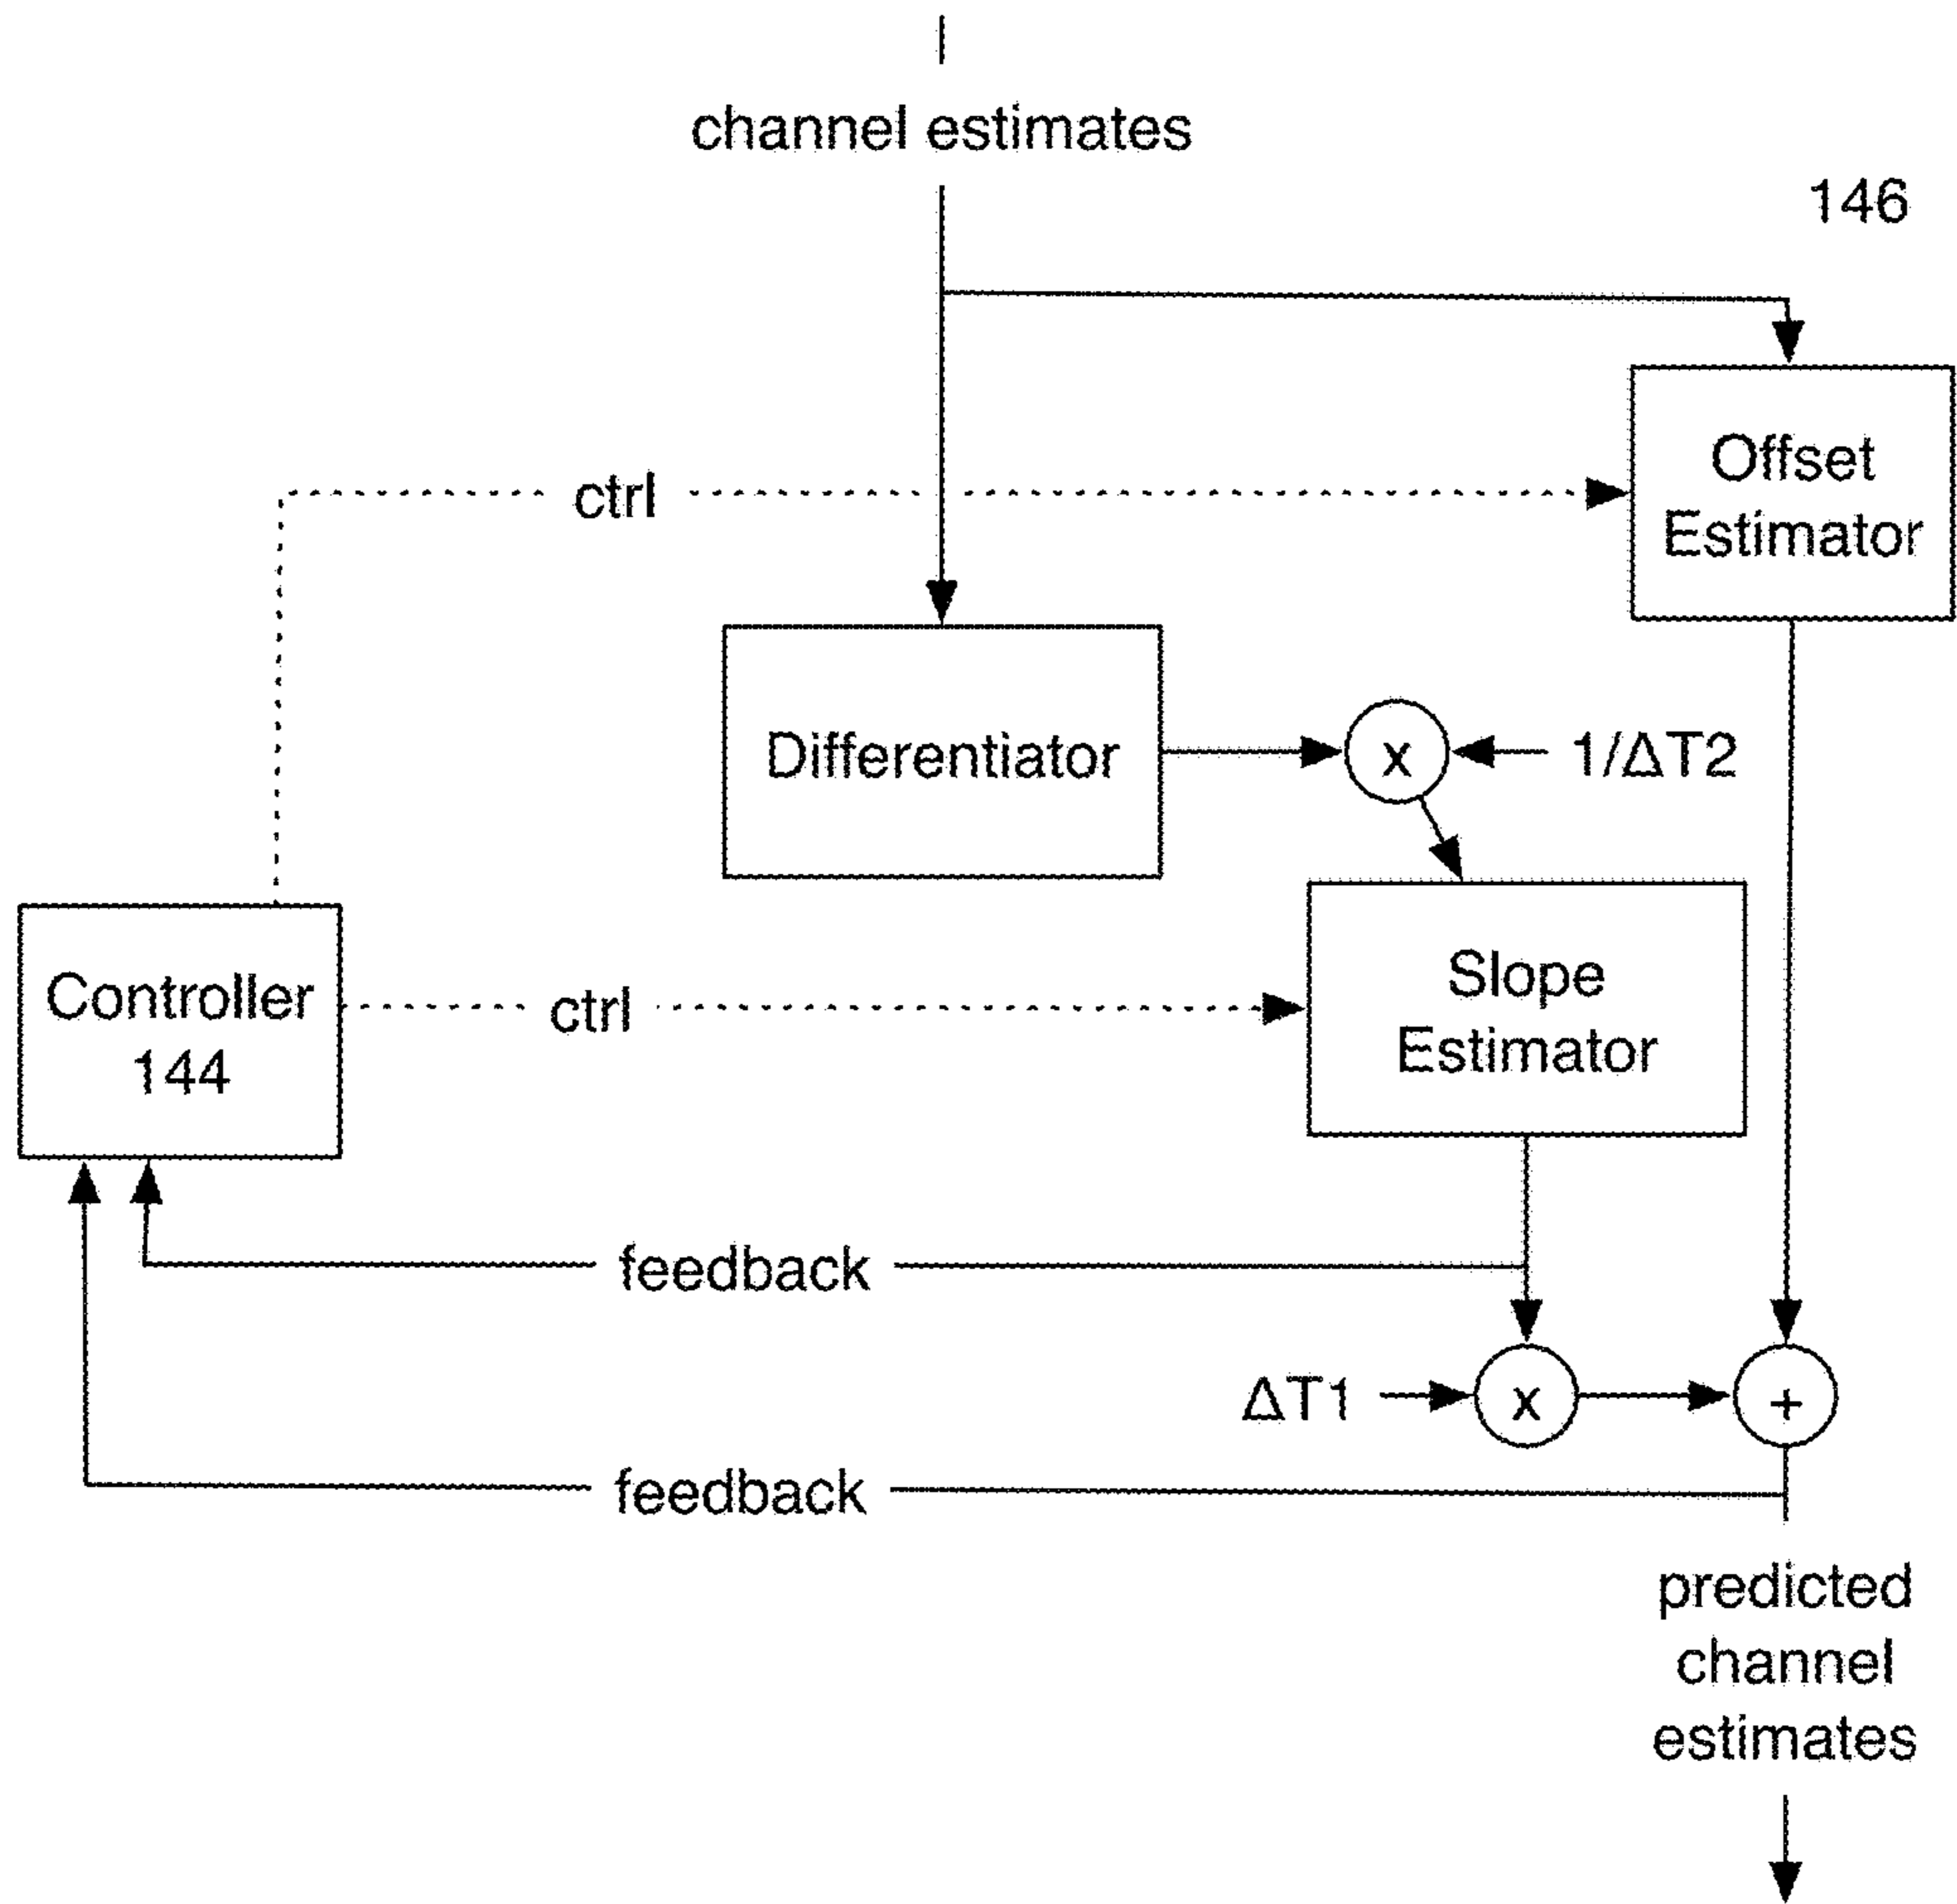 channel estimates
146
ctrl
Offset
Estimator
Differentiator
x
1/ΔT2
Controller
144
ctrl
Slope
Estimator
feedback
ΔT1
x
+
feedback
predicted
channel
estimates